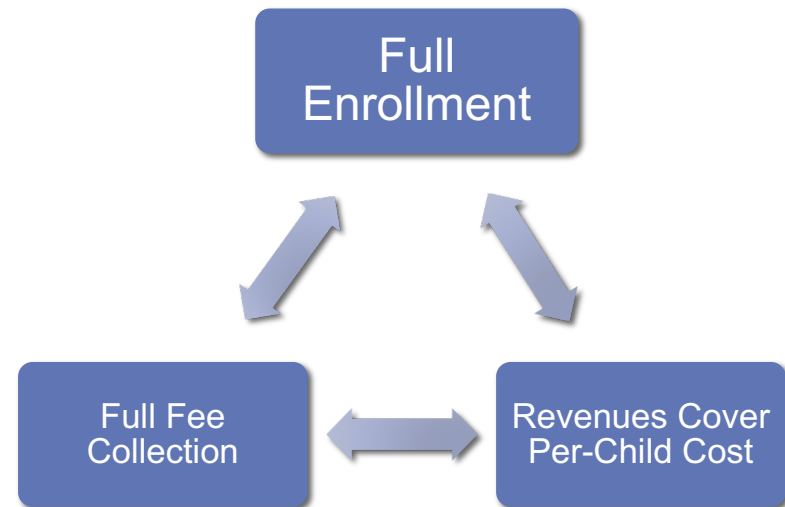 Full
Enrollment
Full Fee
Collection
Revenues Cover
Per-Child Cost